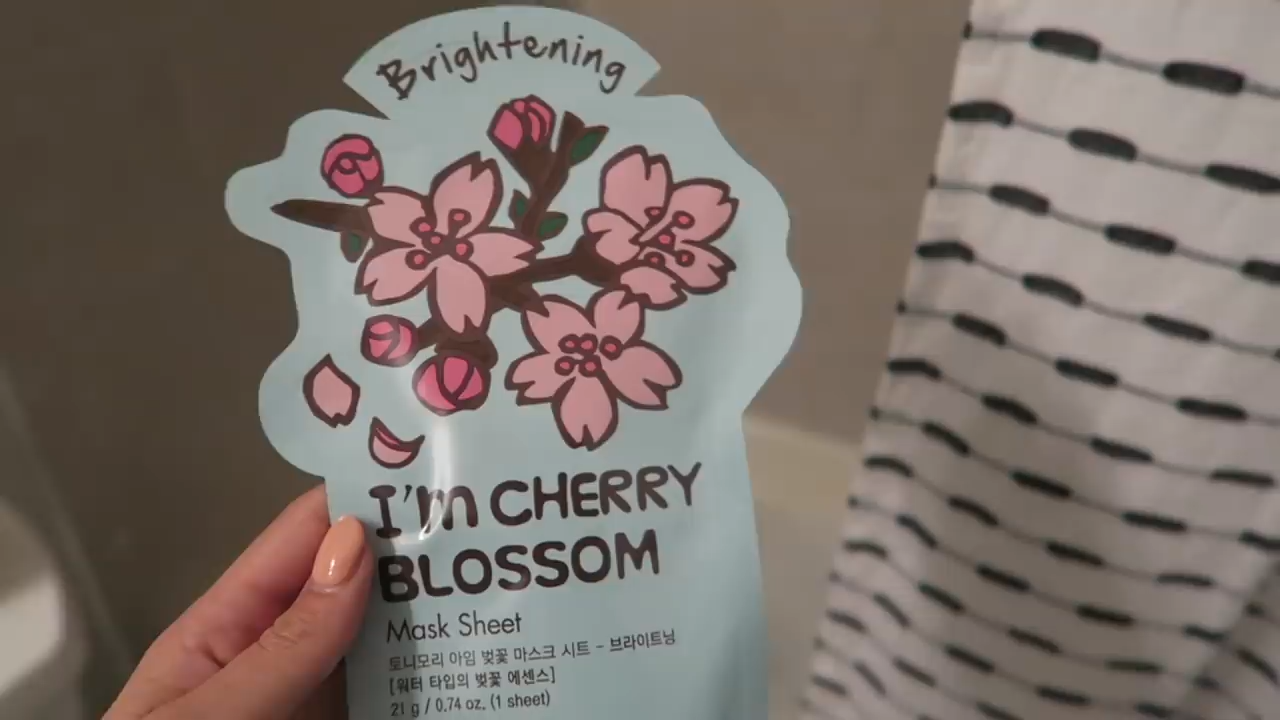 Brightening
I'm CHERRY
BLOSSOM
Mask Sheet
토니모리 아임 벚꽃 마스크 시트 - 브라이트닝
[워터 타입의 벚꽃 에센스]
21 g / 0.74 oz. (1 sheet)